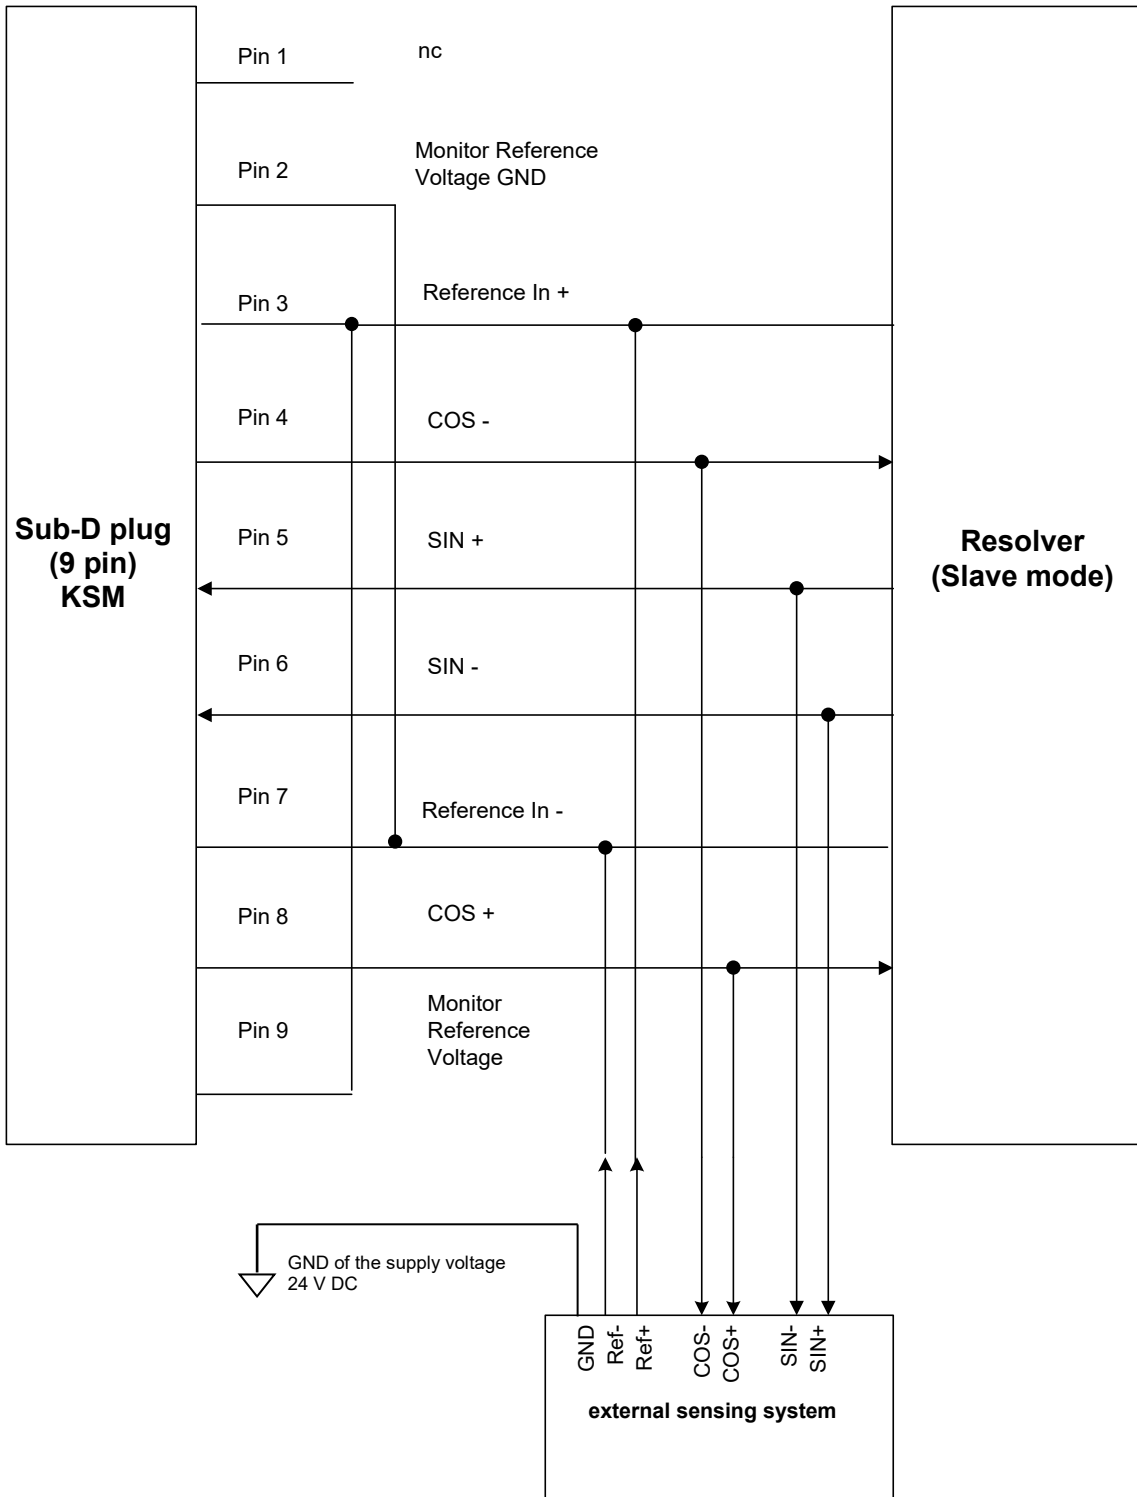 Pin 1
nc
Pin 2
Monitor Reference
Voltage GND
Pin 3
Reference In +
Pin 4
COS -
Sub-D plug
(9 pin)
KSM
Pin 5
SIN +
Resolver
(Slave mode)
Pin 6
SIN -
Pin 7
Reference In -
Pin 8
COS +
Pin 9
Monitor
Reference
Voltage
GND of the supply voltage
24 V DC
GND
Ref-
Ref+
COS-
COS+
SIN-
SIN+
external sensing system